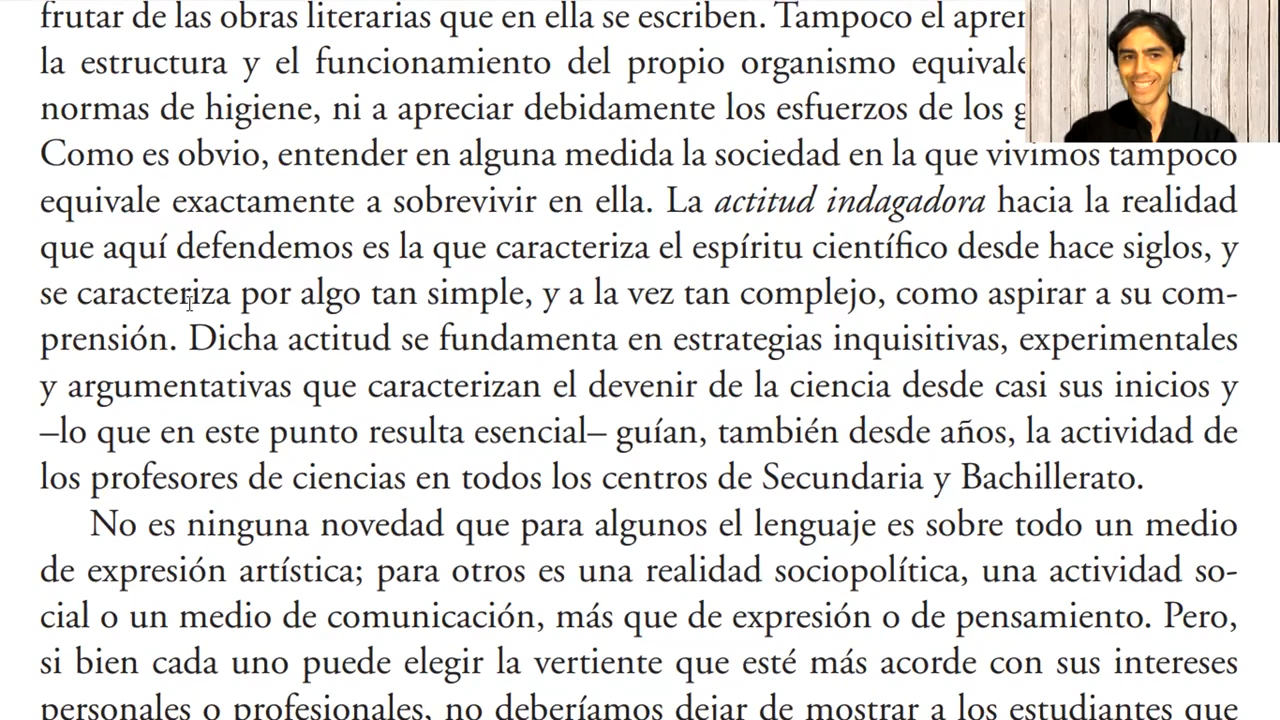 frutar de las obras literarias que en ella se escriben. Tampoco el
la estructura y el funcionamiento del propio organismo equivale
normas de higiene, ni a apreciar debidamente los esfuerzos de los
Como es obvio, entender en alguna medida la sociedad en la que vivimos tampoco
equivale exactamente a sobrevivir en ella. La actitud indagadora hacia la realidad
que aquí defendemos es la que caracteriza el espíritu científico desde hace siglos, y
se caracteriza por algo tan simple, y a la vez tan complejo, como aspirar a su com-
prensión. Dicha actitud se fundamenta en estrategias inquisitivas, experimentales
y argumentativas que caracterizan el devenir de la ciencia desde casi sus inicios y
–lo que en este punto resulta esencial– guían, también desde años, la actividad de
los profesores de ciencias en todos los centros de Secundaria y Bachillerato.
No es ninguna novedad que para algunos el lenguaje es sobre todo un medio
de expresión artística; para otros es una realidad sociopolítica, una actividad so-
cial o un medio de comunicación, más que de expresión o de pensamiento. Pero,
si bien cada uno puede elegir la vertiente que esté más acorde con sus intereses
personales o profesionales, no deberíamos dejar de mostrar a los estudiantes que